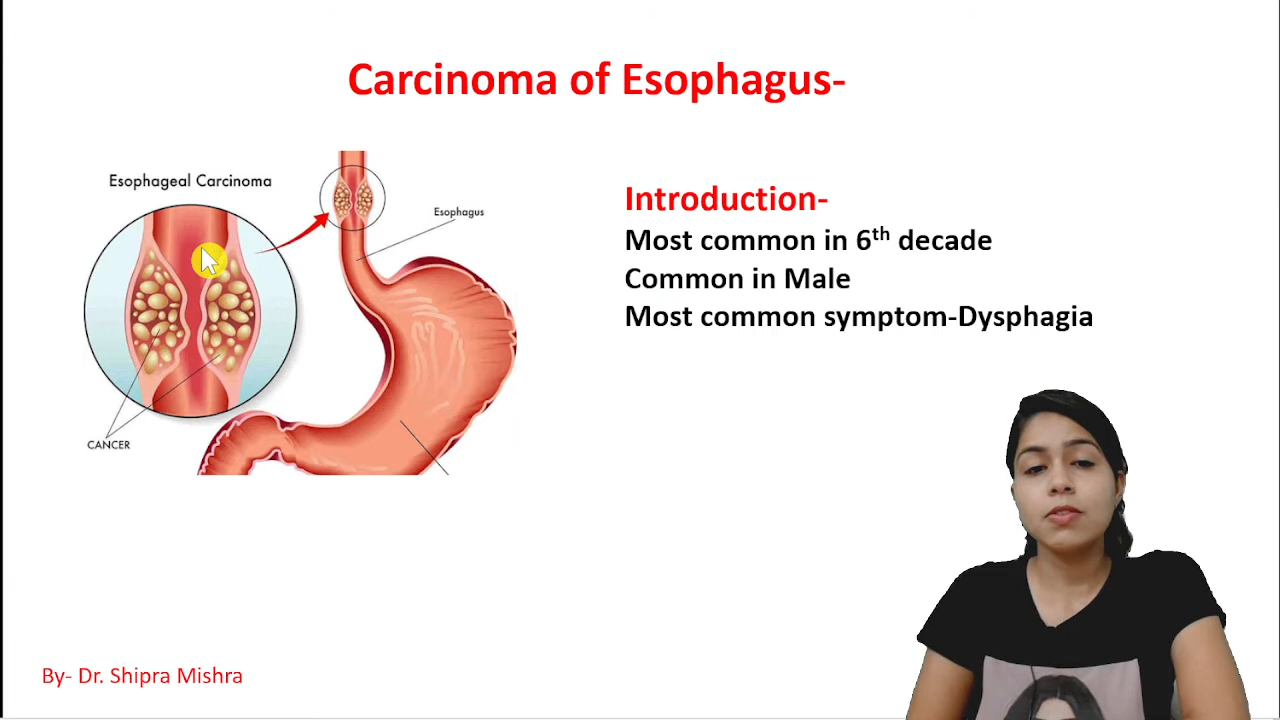 Carcinoma of Esophagus-
Esophageal Carcinoma
Esophagus
CANCER
Introduction-
Most common in 6th decade
Common in Male
Most common symptom-Dysphagia
By- Dr. Shipra Mishra